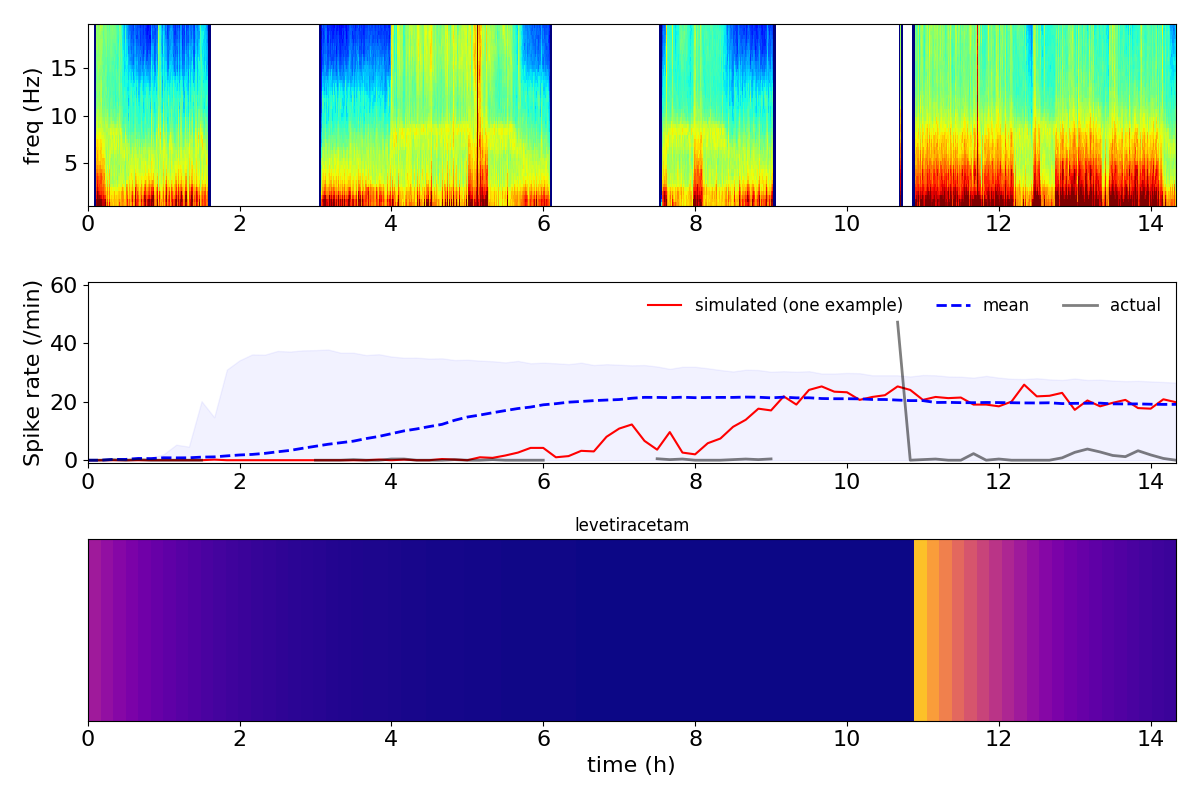 freq (Hz)
15
10
5
0 2 4 6 8 10 12 14
Spike rate (/min)
60
40
20
0
simulated (one example) mean actual
0 2 4 6 8 10 12 14
levetiracetam
0 2 4 6 8 10 12 14
time (h)